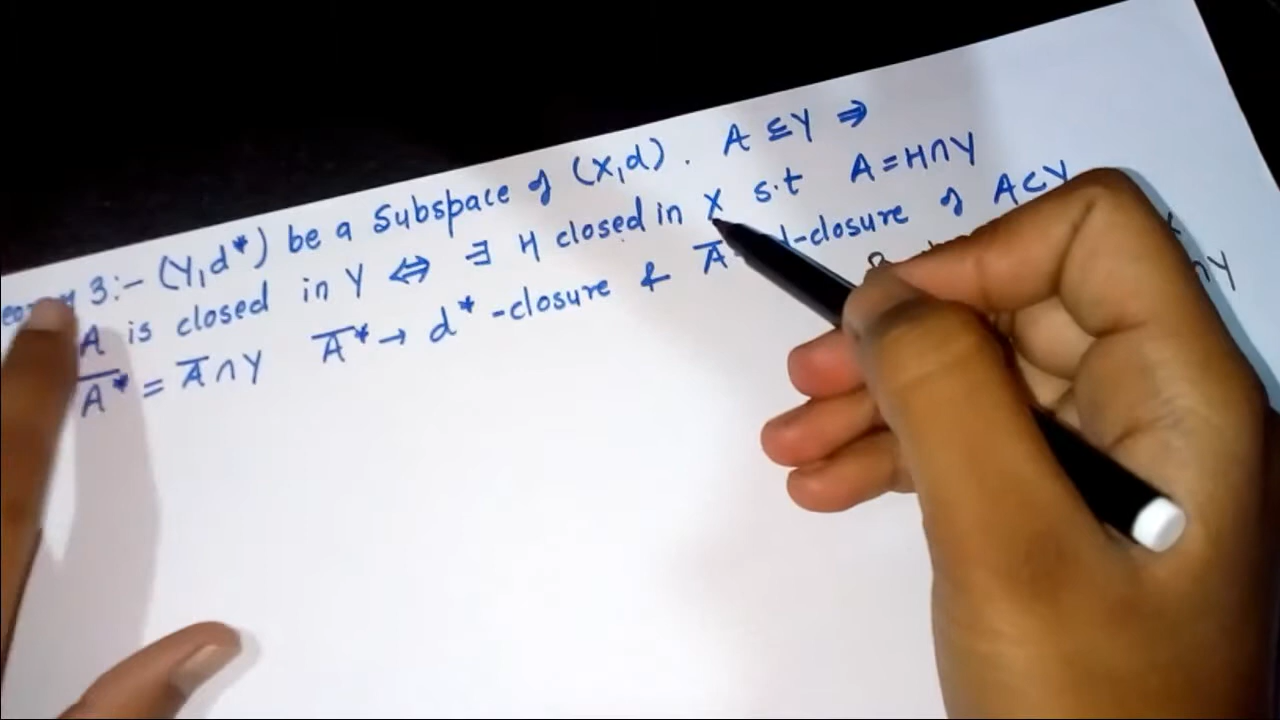 3:- (Y,d*) be a Subspace of (X,d). A ⊆ Y ⇒
A is closed in Y ⇔ ∃ H closed in X s.t A = H∩Y
A̅* = A̅ ∩ Y A̅* → d* -closure & A̅ d-closure of A ⊂ Y